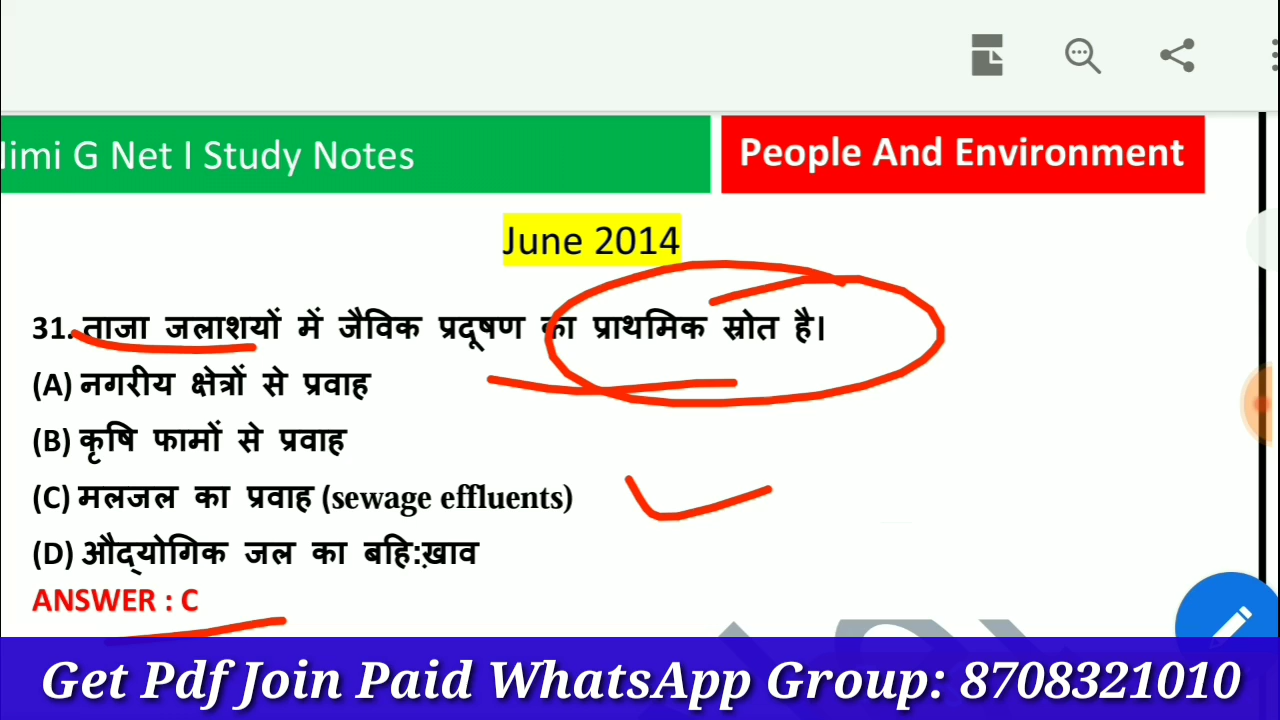 limi G Net I Study Notes
People And Environment
June 2014
31. ताजा जलाशयों में जैविक प्रदूषण का प्राथमिक स्रोत है।
(A) नगरीय क्षेत्रों से प्रवाह
(B) कृषि फामों से प्रवाह
(C) मलजल का प्रवाह (sewage effluents)
(D) औद्योगिक जल का बहि:ख़ाव
ANSWER : C
Get Pdf Join Paid WhatsApp Group: 8708321010